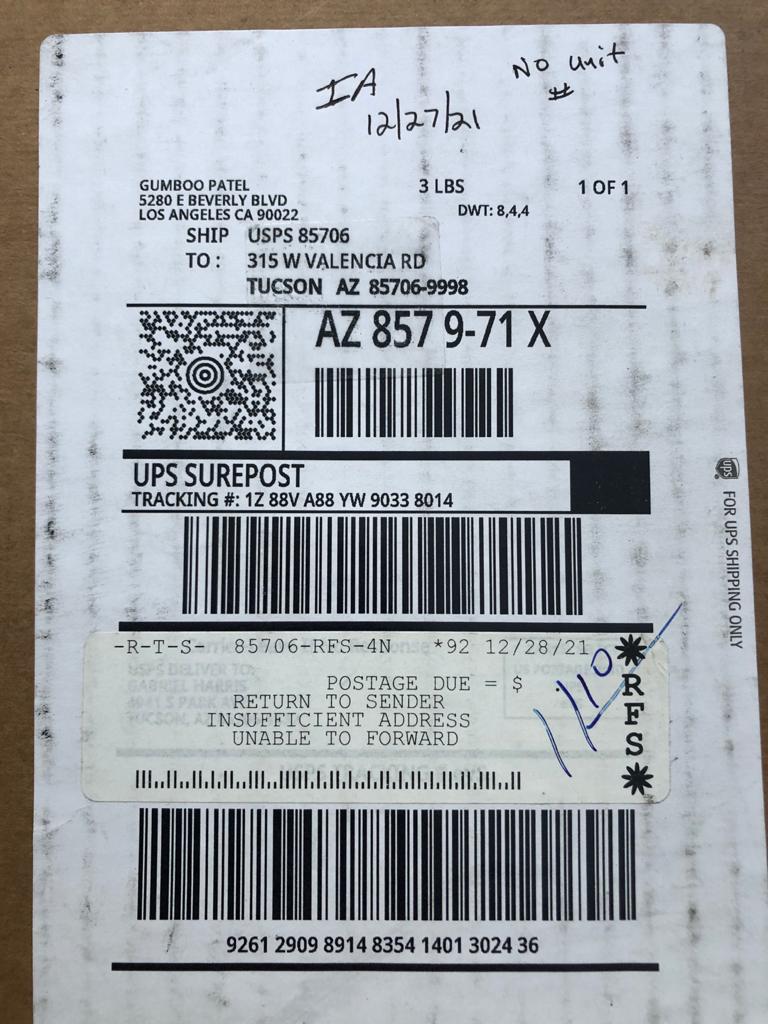 IA
12/27/21
NO unit
#
GUMBOO PATEL
5280 E BEVERLY BLVD
LOS ANGELES CA 90022
3 LBS
1 OF 1
DWT: 8,4,4
SHIP TO: USPS 85706
315 W VALENCIA RD
TUCSON AZ 85706-9998
AZ 857 9-71 X
UPS SUREPOST
TRACKING #: 1Z 88V A88 YW 9033 8014
ups
FOR UPS SHIPPING ONLY
-R-T-S- 85706-RFS-4N *92 12/28/21
USPS DELIVER TO:
GABRIEL HARRIS
POSTAGE DUE = $
RETURN TO SENDER
INSUFFICIENT ADDRESS
UNABLE TO FORWARD
RFS
9261 2909 8914 8354 1401 3024 36